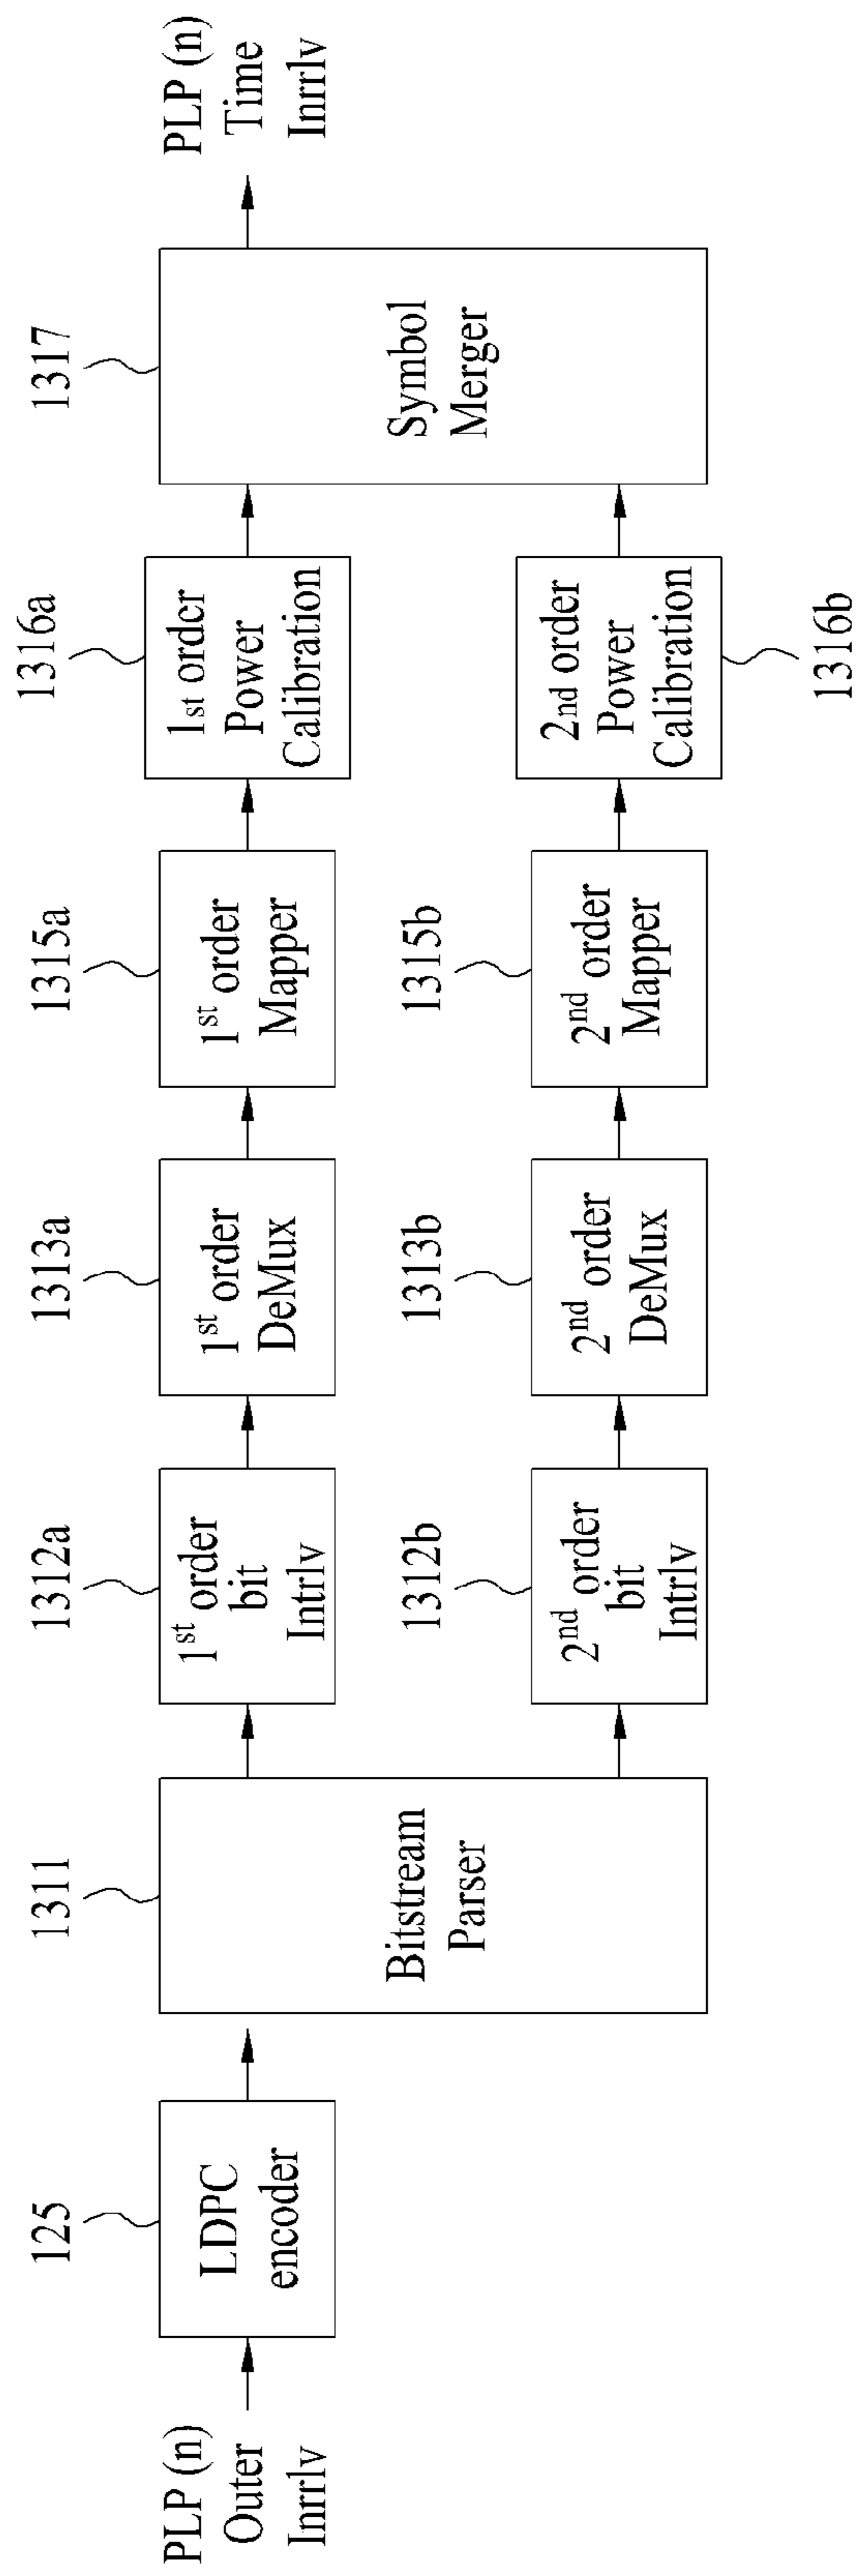 PLP (n)
Outer
Inrrlv
125
LDPC
encoder
1311
Bitstream
Parser
1312a
1st order
bit
Intrlv
1313a
1st order
DeMux
1315a
1st order
Mapper
1316a
1st order
Power
Calibration
1312b
2nd order
bit
Intrlv
1313b
2nd order
DeMux
1315b
2nd order
Mapper
2nd order
Power
Calibration
1316b
1317
Symbol
Merger
PLP (n)
Time
Inrrlv